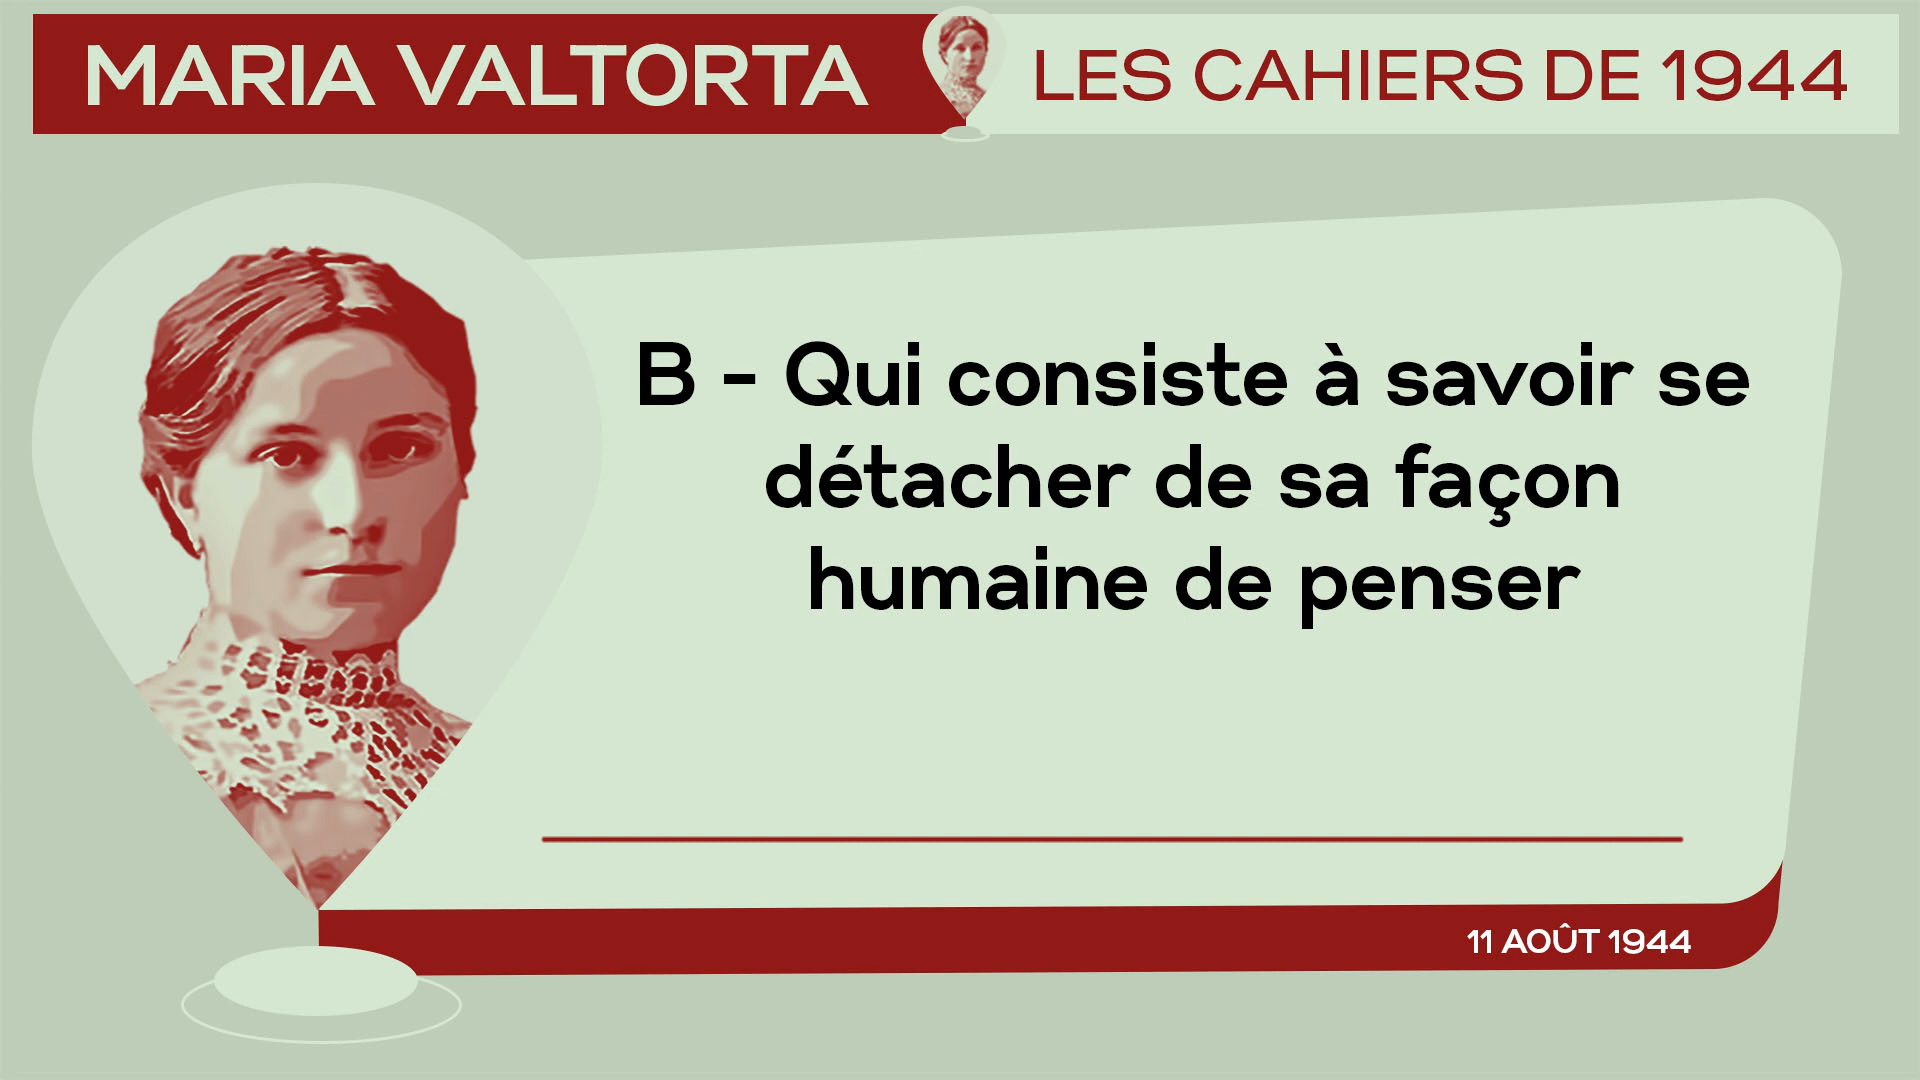 MARIA VALTORTA
LES CAHIERS DE 1944
B - Qui consiste à savoir se
détacher de sa façon
humaine de penser
11 AOÛT 1944